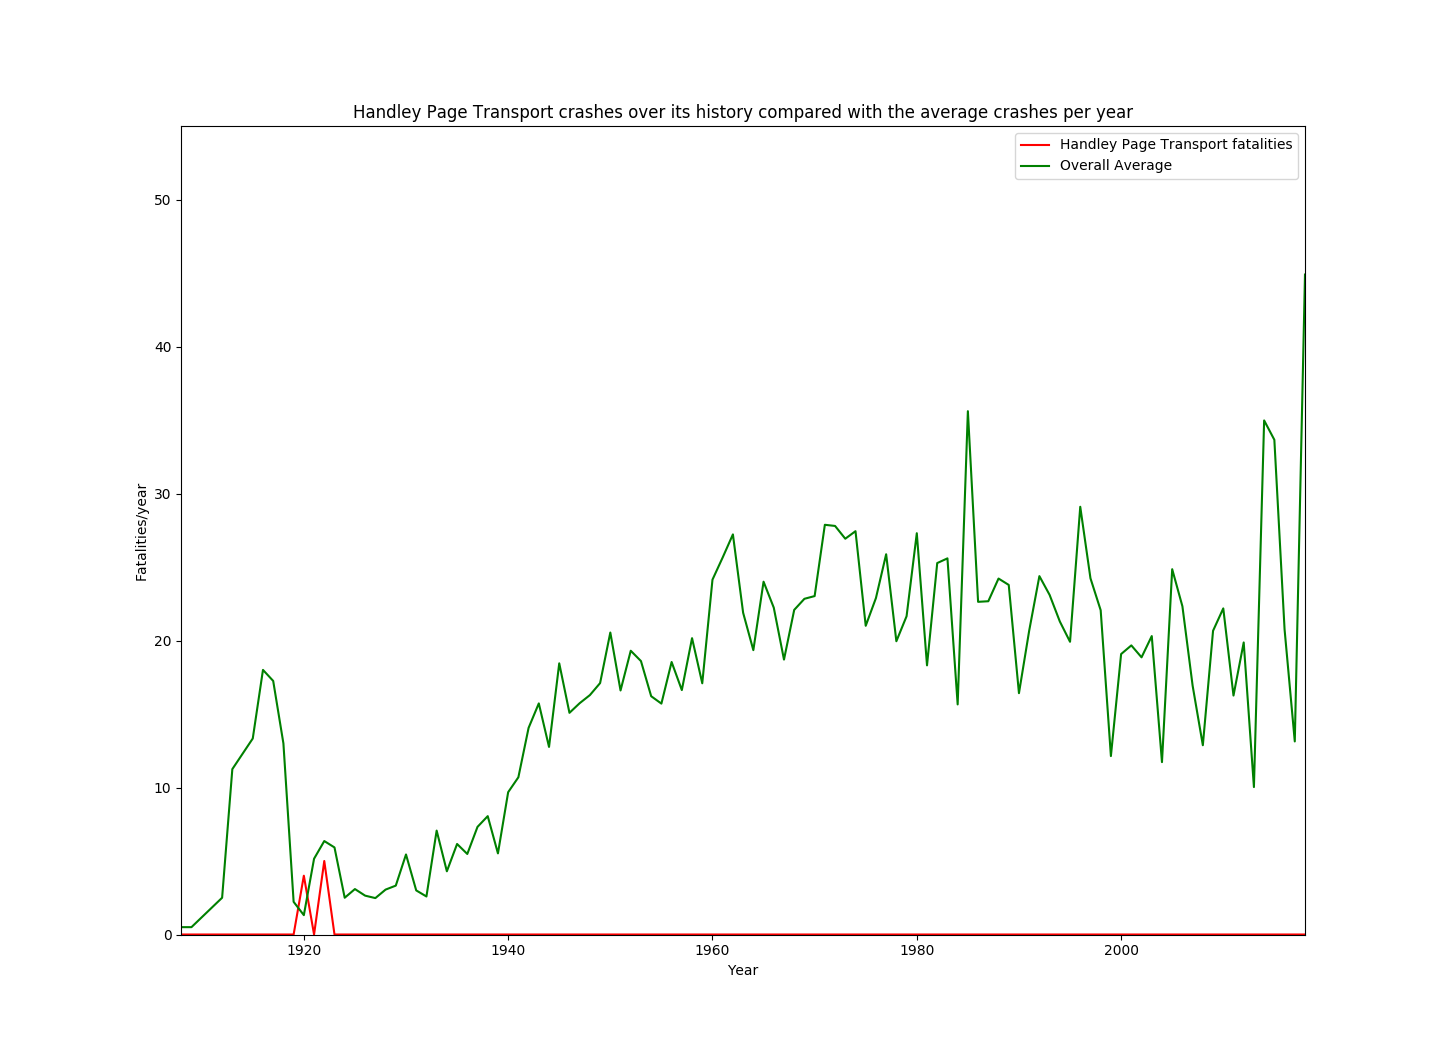 Handley Page Transport crashes over its history compared with the average crashes per year
Handley Page Transport fatalities
Overall Average
50
40
30
20
10
0
Fatalities/year
1920 1940 1960 1980 2000
Year